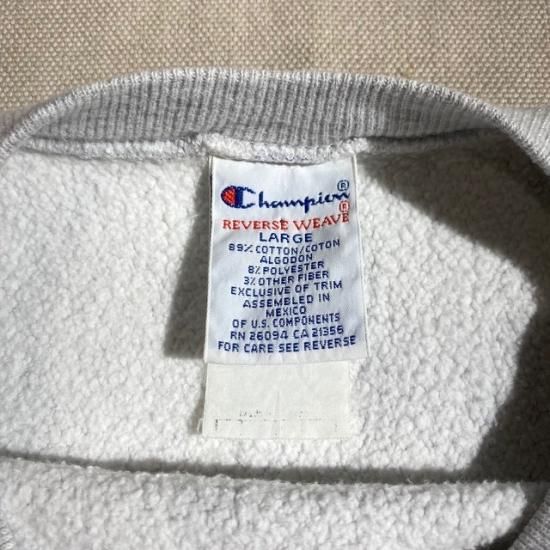 Champion®
REVERSE WEAVE®
LARGE
89% COTTON/COTON
ALGODON
8% POLYESTER
3% OTHER FIBER
EXCLUSIVE OF TRIM
ASSEMBLED IN
MEXICO
OF U.S. COMPONENTS
RN 26094 CA 21356
FOR CARE SEE REVERSE